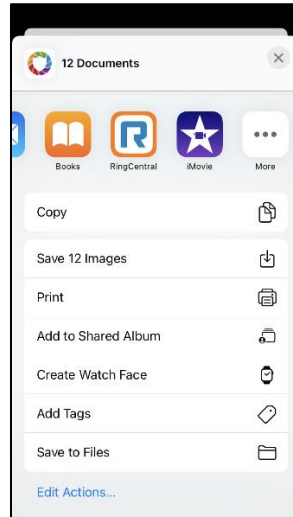 12 Documents
Books RingCentral iMovie More
Copy
Save 12 Images
Print
Add to Shared Album
Create Watch Face
Add Tags
Save to Files
Edit Actions...